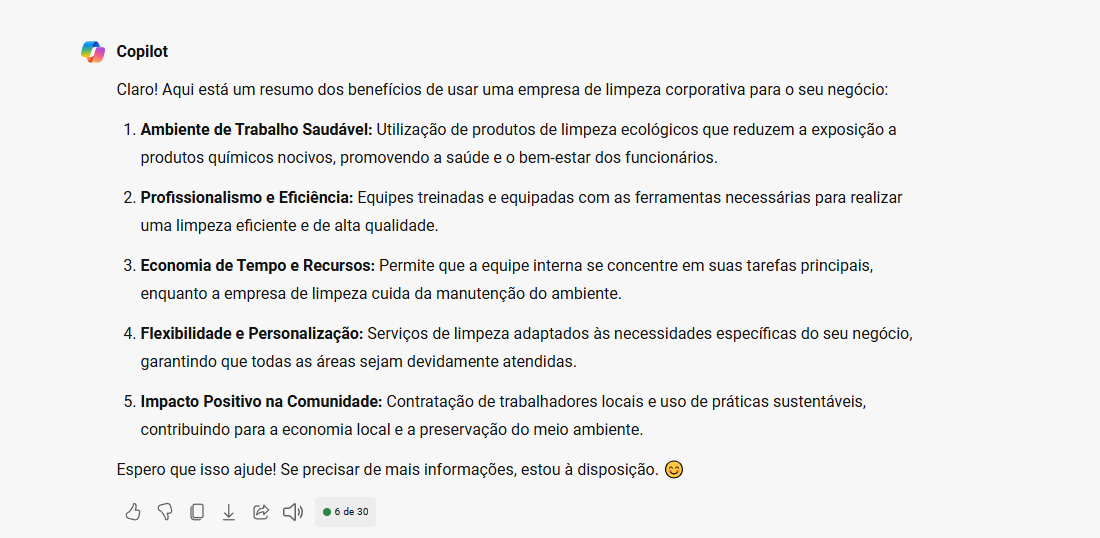 Copilot
Claro! Aqui está um resumo dos benefícios de usar uma empresa de limpeza corporativa para o seu negócio:
1. Ambiente de Trabalho Saudável: Utilização de produtos de limpeza ecológicos que reduzem a exposição a
produtos químicos nocivos, promovendo a saúde e o bem-estar dos funcionários.
2. Profissionalismo e Eficiência: Equipes treinadas e equipadas com as ferramentas necessárias para realizar
uma limpeza eficiente e de alta qualidade.
3. Economia de Tempo e Recursos: Permite que a equipe interna se concentre em suas tarefas principais,
enquanto a empresa de limpeza cuida da manutenção do ambiente.
4. Flexibilidade e Personalização: Serviços de limpeza adaptados às necessidades específicas do seu negócio,
garantindo que todas as áreas sejam devidamente atendidas.
5. Impacto Positivo na Comunidade: Contratação de trabalhadores locais e uso de práticas sustentáveis,
contribuindo para a economia local e a preservação do meio ambiente.
Espero que isso ajude! Se precisar de mais informações, estou à disposição. 😊
6 de 30